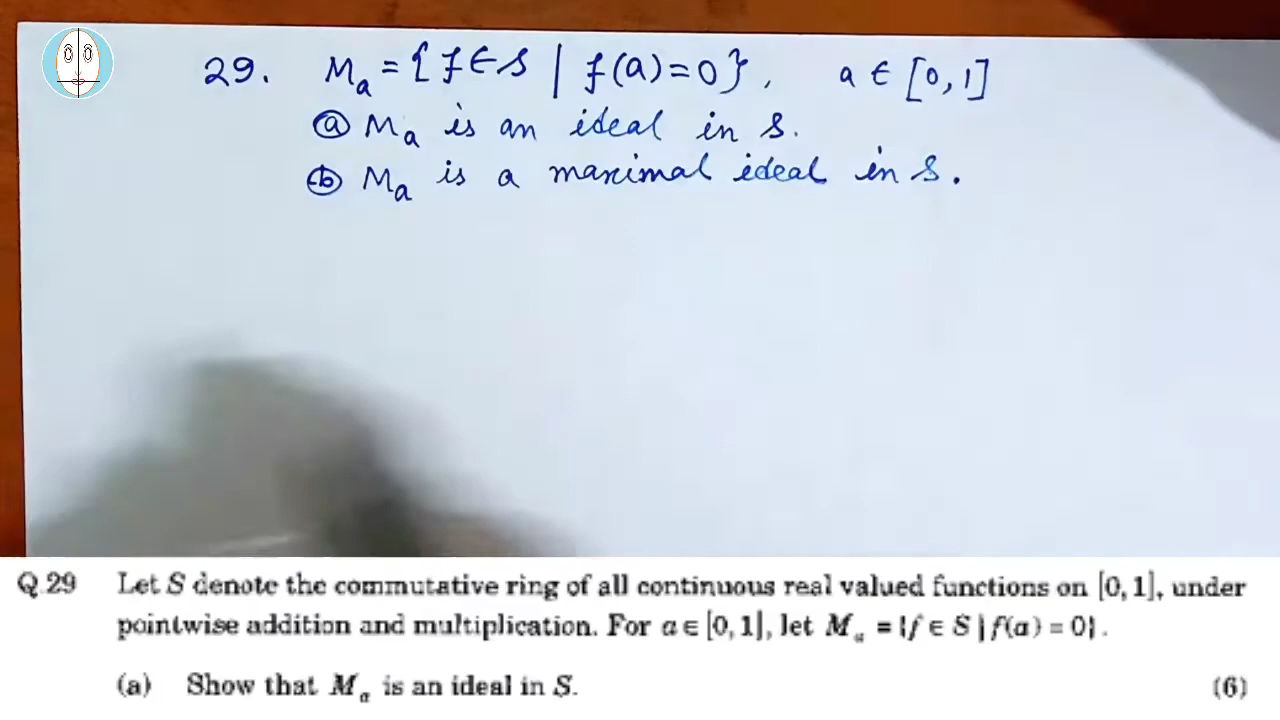 29. Ma = { f ∈ S | f(a) = 0 }, a ∈ [0, 1]
ⓐ Ma is an ideal in S.
ⓑ Ma is a maximal ideal in S.
Q.29 Let S denote the commutative ring of all continuous real valued functions on [0, 1], under
pointwise addition and multiplication. For a ∈ [0, 1], let Ma = {f ∈ S | f(a) = 0}.
(a) Show that Ma is an ideal in S. (6)